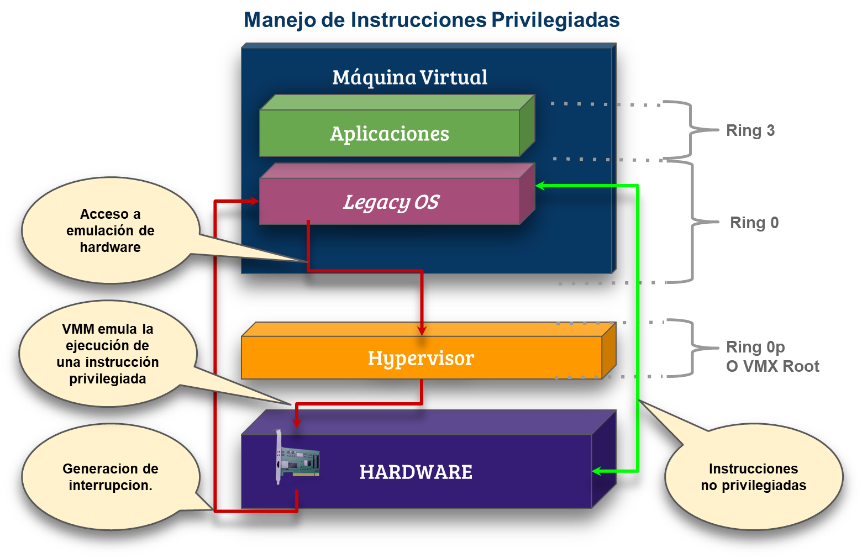 Manejo de Instrucciones Privilegiadas
Máquina Virtual
Aplicaciones
Ring 3
Legacy OS
Ring 0
Acceso a
emulación de
hardware
VMM emula la
ejecución de
una instrucción
privilegiada
Hypervisor
Ring 0p
O VMX Root
Generacion de
interrupcion.
HARDWARE
Instrucciones
no privilegiadas